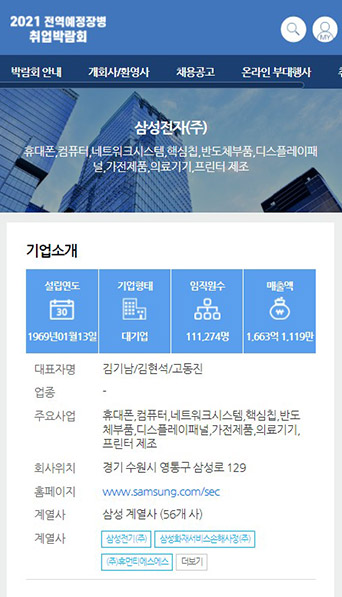 2021 전역예정장병
취업박람회
MY
박람회 안내 개회사/환영사 채용공고 온라인 부대행사
삼성전자(주)
휴대폰,컴퓨터,네트워크시스템,핵심칩,반도체부품,디스플레이패
널,가전제품,의료기기,프린터 제조
기업소개
설립연도 기업형태 임직원수 매출액
30
1969년01월13일 대기업 111,274명 1,663억 1,119만
대표자명 김기남/김현석/고동진
업종 -
주요사업 휴대폰,컴퓨터,네트워크시스템,핵심칩,반도
체부품,디스플레이패널,가전제품,의료기기,
프린터 제조
회사위치 경기 수원시 영통구 삼성로 129
홈페이지 www.samsung.com/sec
계열사 삼성 계열사 (56개 사)
계열사 삼성전기(주) 삼성화재서비스손해사정(주)
(주)휴먼티에스에스 더보기